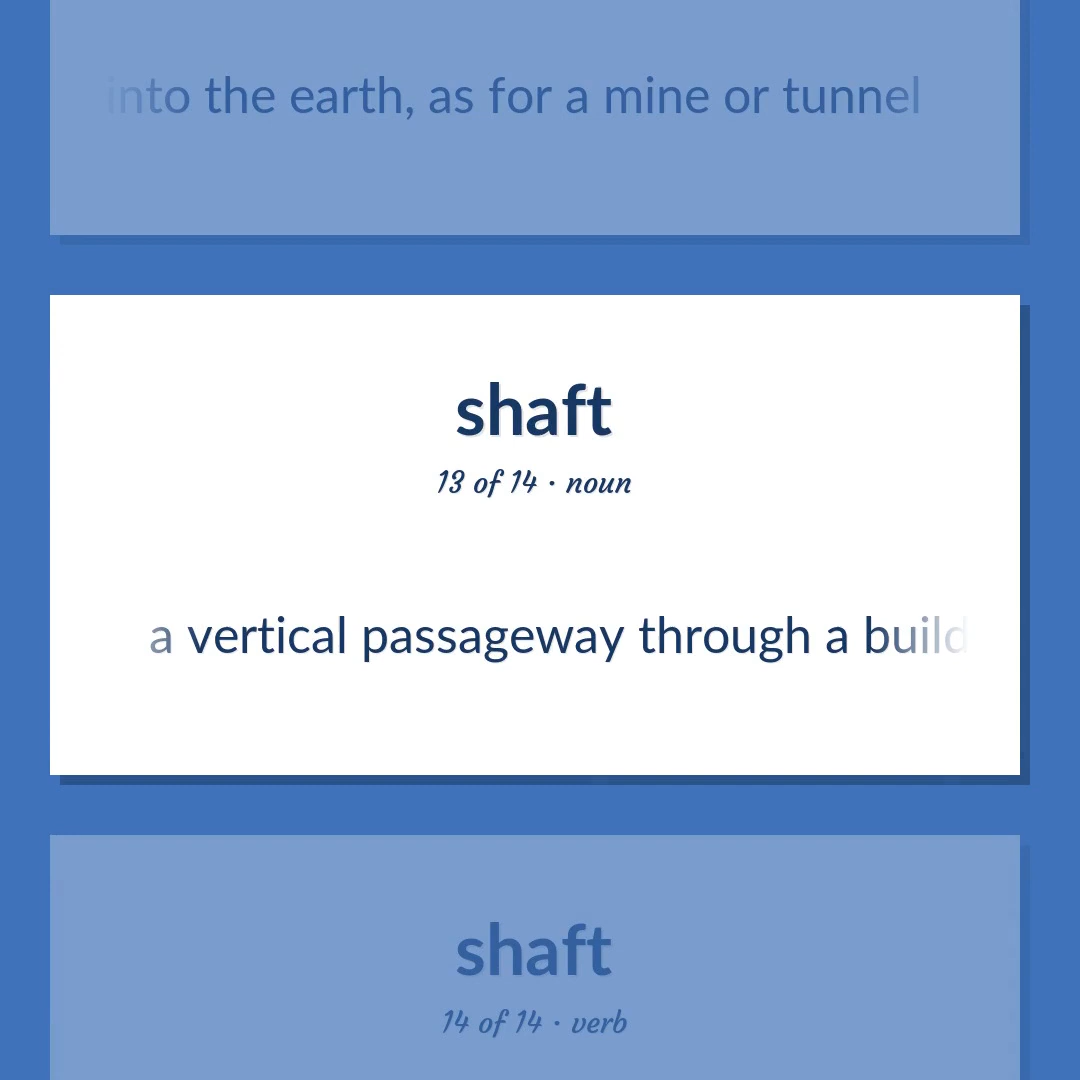 into the earth, as for a mine or tunnel
shaft
13 of 14 · noun
a vertical passageway through a build
shaft
14 of 14 · verb